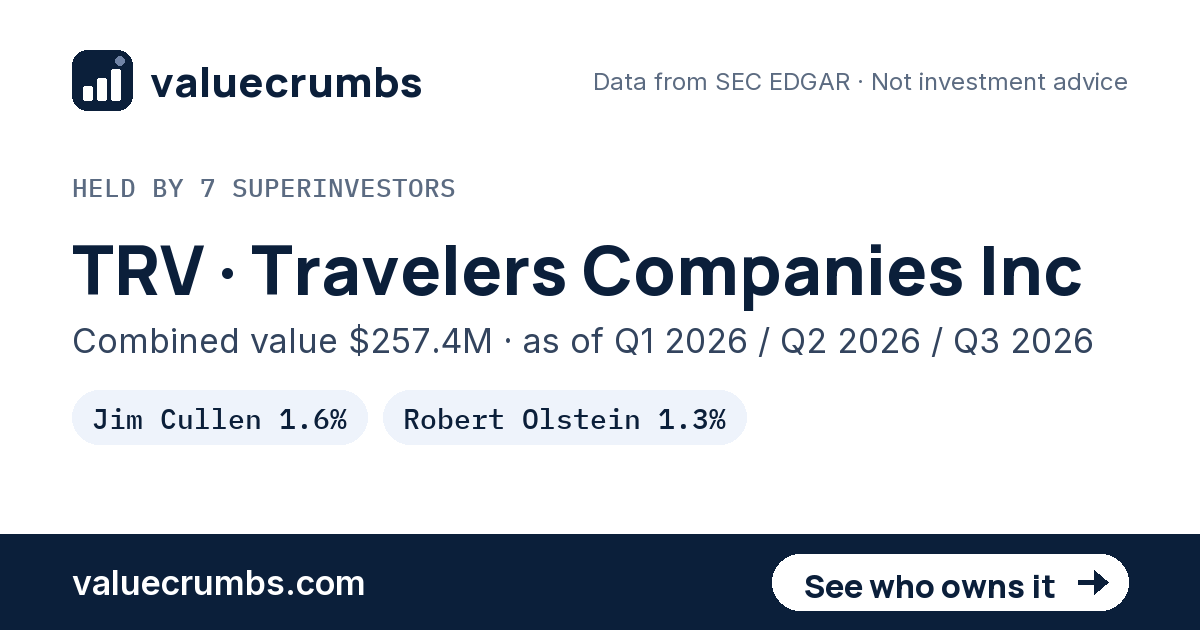 valuecrumbs
Data from SEC EDGAR · Not investment advice
HELD BY 7 SUPERINVESTORS
TRV · Travelers Companies Inc
Combined value $257.4M · as of Q1 2026 / Q2 2026 / Q3 2026
Jim Cullen 1.6%
Robert Olstein 1.3%
valuecrumbs.com
See who owns it →